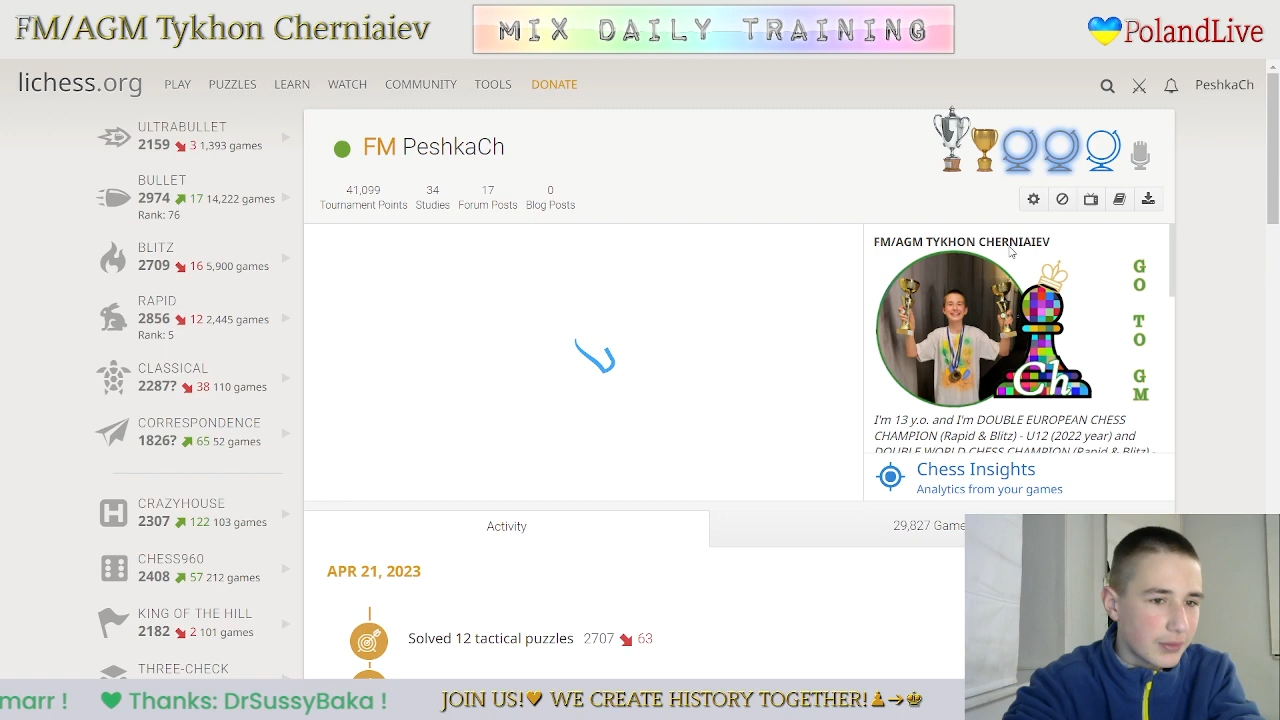 FM/AGM Tykhon Cherniaiev
MIX DAILY TRAINING
PolandLive
lichess.org
PLAY PUZZLES LEARN WATCH COMMUNITY TOOLS DONATE
PeshkaCh
ULTRABULLET
2159 3 1,393 games
BULLET
2974 17 14,222 games
Rank: 76
BLITZ
2709 16 5,900 games
RAPID
2856 12 2,445 games
Rank: 5
CLASSICAL
2287? 38 110 games
CORRESPONDENCE
1826? 65 52 games
CRAZYHOUSE
2307 122 103 games
CHESS960
2408 57 212 games
KING OF THE HILL
2182 2 101 games
THREE-CHECK
FM PeshkaCh
41,099 34 17 0
Tournament Points Studies Forum Posts Blog Posts
FM/AGM TYKHON CHERNIAIEV
Ch
GO
TO
GM
I'm 13 y.o. and I'm DOUBLE EUROPEAN CHESS
CHAMPION (Rapid & Blitz) - U12 (2022 year) and
DOUBLE WORLD CHESS CHAMPION (Rapid & Blitz) -
Chess Insights
Analytics from your games
Activity
29,827 Game
APR 21, 2023
Solved 12 tactical puzzles 2707 63
marr ! Thanks: DrSussyBaka ! JOIN US!♥ WE CREATE HISTORY TOGETHER!♟→♚